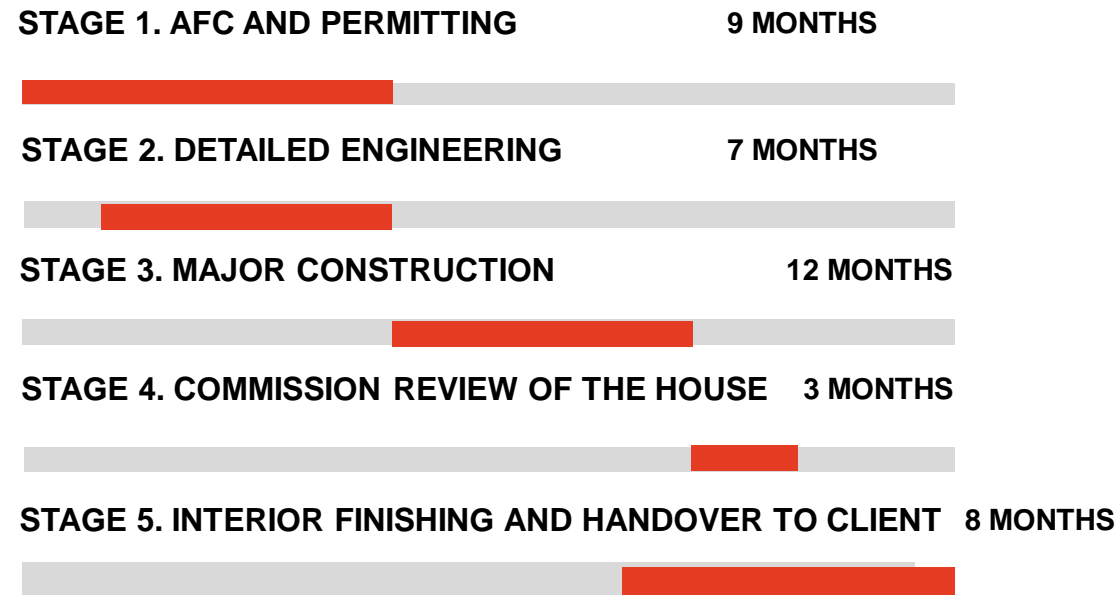 STAGE 1. AFC AND PERMITTING 9 MONTHS
STAGE 2. DETAILED ENGINEERING 7 MONTHS
STAGE 3. MAJOR CONSTRUCTION 12 MONTHS
STAGE 4. COMMISSION REVIEW OF THE HOUSE 3 MONTHS
STAGE 5. INTERIOR FINISHING AND HANDOVER TO CLIENT 8 MONTHS